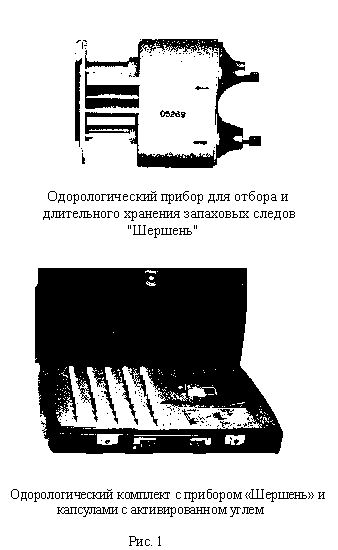 05269
Одорологический прибор для отбора и
длительного хранения запаховых следов
"Шершень"
Одорологический комплект с прибором «Шершень» и
капсулами с активированном углем
Рис. 1